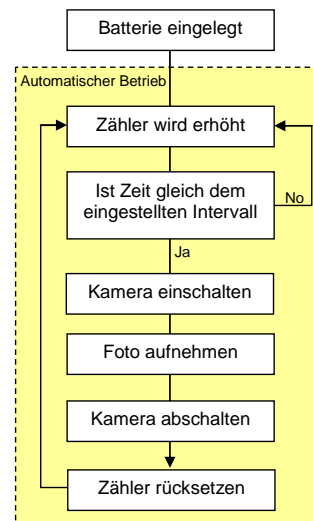 Batterie eingelegt
Automatischer Betrieb
Zähler wird erhöht
Ist Zeit gleich dem
eingestellten Intervall
No
Ja
Kamera einschalten
Foto aufnehmen
Kamera abschalten
Zähler rücksetzen